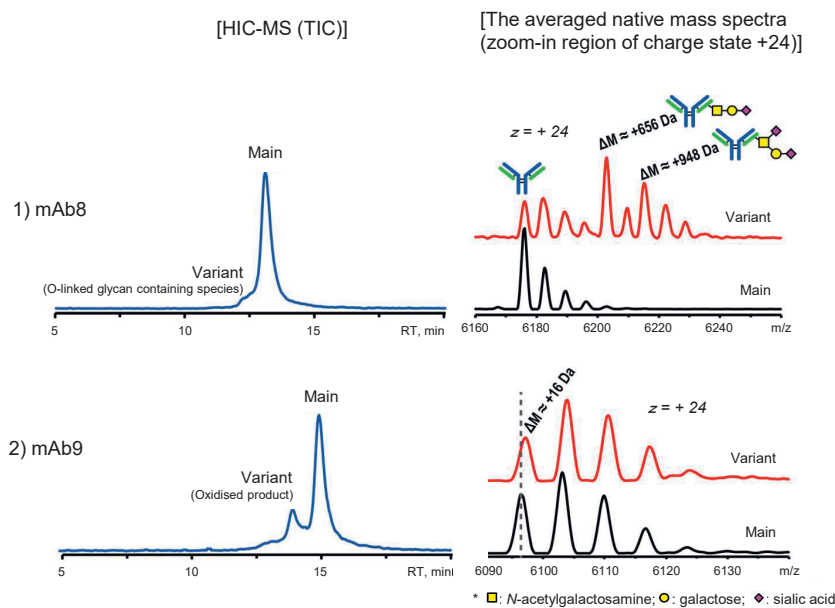 [HIC-MS (TIC)]
[The averaged native mass spectra
(zoom-in region of charge state +24)]
1) mAb8
Main
Variant
(O-linked glycan containing species)
5
10
15
RT, min
z = + 24
ΔM ≈ +656 Da
ΔM ≈ +948 Da
Variant
Main
6160
6180
6200
6220
6240
m/z
2) mAb9
Main
Variant
(Oxidised product)
5
10
15
RT, min
ΔM ≈ +16 Da
z = + 24
Variant
Main
6090
6100
6110
6120
6130
m/z
* : N-acetylgalactosamine; : galactose; : sialic acid